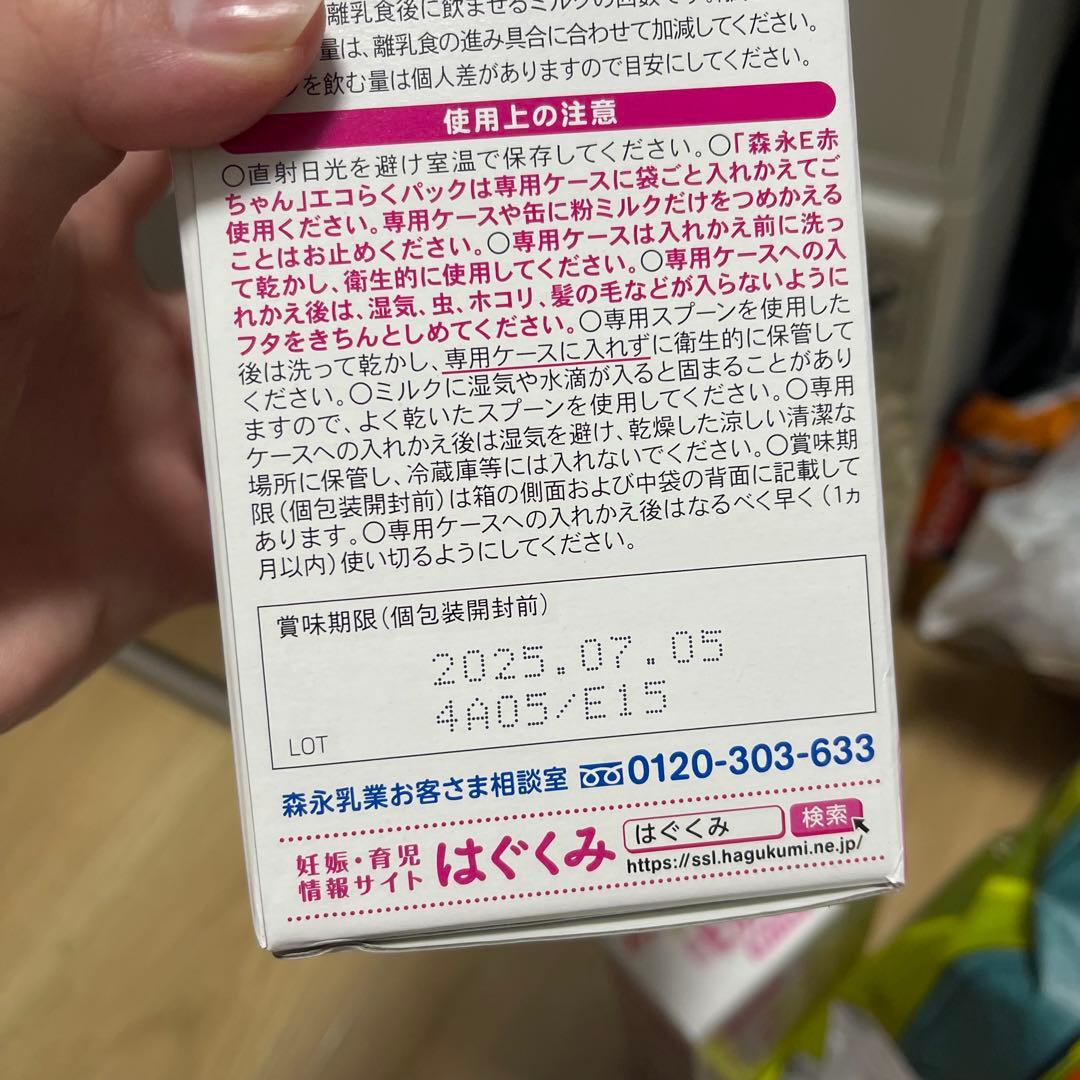 離乳食後に飲ませるミルクの回数です。
量は、離乳食の進み具合に合わせて加減してください。
を飲む量は個人差がありますので目安にしてください。
使用上の注意
○直射日光を避け室温で保存してください。○「森永E赤
ちゃん」エコらくパックは専用ケースに袋ごと入れかえてご
使用ください。専用ケースや缶に粉ミルクだけをつめかえる
ことはお止めください。○専用ケースは入れかえ前に洗っ
て乾かし、衛生的に使用してください。○専用ケースへの入
れかえ後は、湿気、虫、ホコリ、髪の毛などが入らないように
フタをきちんとしめてください。○専用スプーンを使用した
後は洗って乾かし、専用ケースに入れずに衛生的に保管して
ください。○ミルクに湿気や水滴が入ると固まることがあり
ますので、よく乾いたスプーンを使用してください。○専用
ケースへの入れかえ後は湿気を避け、乾燥した涼しい清潔な
場所に保管し、冷蔵庫等には入れないでください。○賞味期
限(個包装開封前)は箱の側面および中袋の背面に記載して
あります。○専用ケースへの入れかえ後はなるべく早く(1ヵ
月以内)使い切るようにしてください。
賞味期限(個包装開封前)
2025.07.05
4A05/E15
LOT
森永乳業お客さま相談室 0120-303-633
妊娠・育児
情報サイト
はぐくみ
はぐくみ 検索
https://ssl.hagukumi.ne.jp/